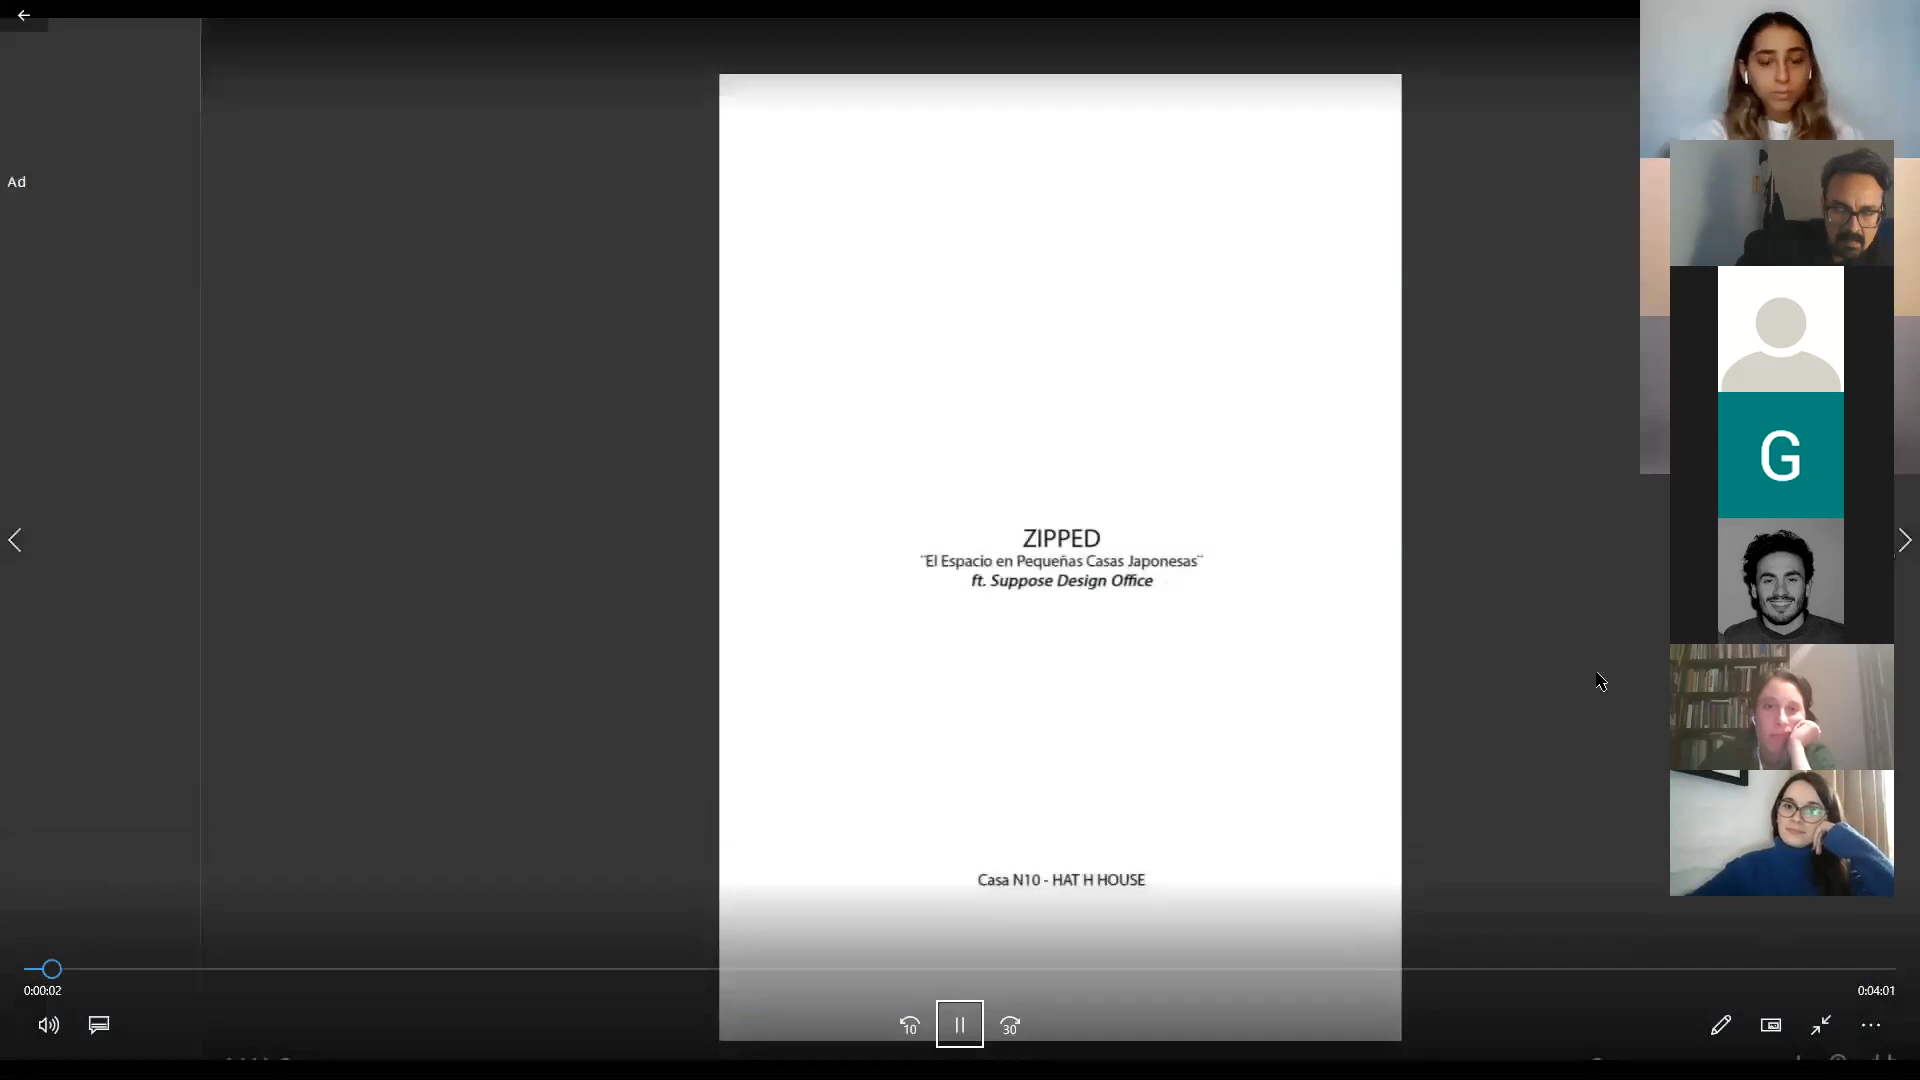 Ad
G
ZIPPED
¨El Espacio en Pequeñas Casas Japonesas¨
ft. Suppose Design Office
Casa N10 - HAT H HOUSE
0:00:02
0:04:01
10
30